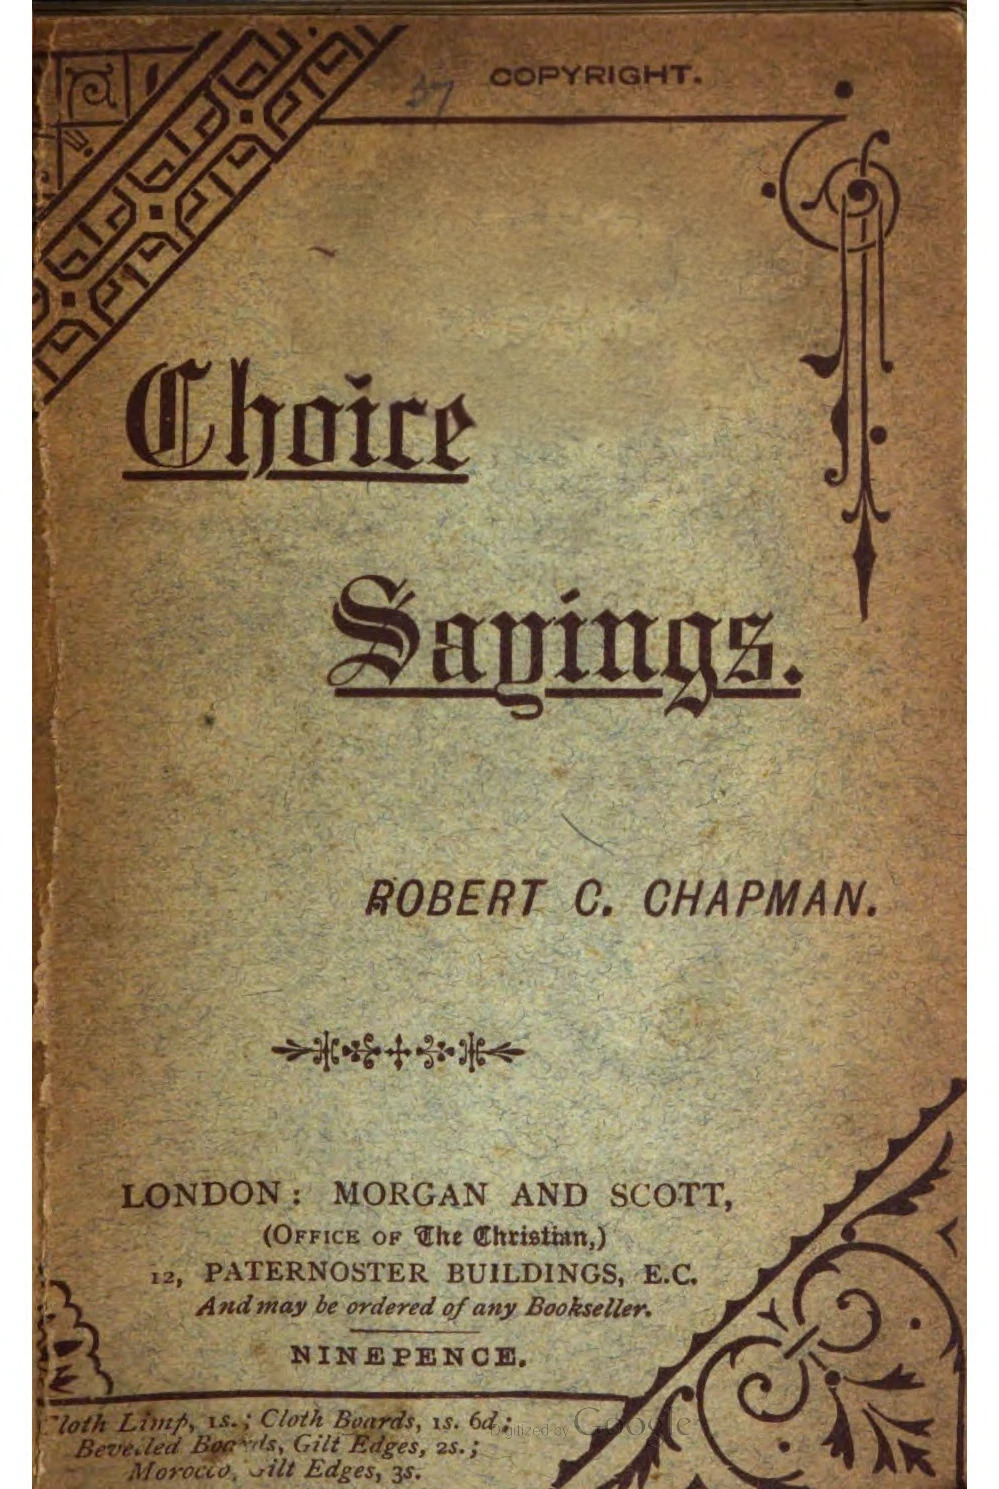 COPYRIGHT.
37
Choice
Sayings.
ROBERT C. CHAPMAN.
LONDON: MORGAN AND SCOTT,
(OFFICE OF The Christian,)
12, PATERNOSTER BUILDINGS, E.C.
And may be ordered of any Bookseller.
NINEPENCE.
Cloth Limp, 1s.; Cloth Boards, 1s. 6d.;
Bevelled Boards, Gilt Edges, 2s.;
Morocco, Gilt Edges, 3s.
Digitized by Google